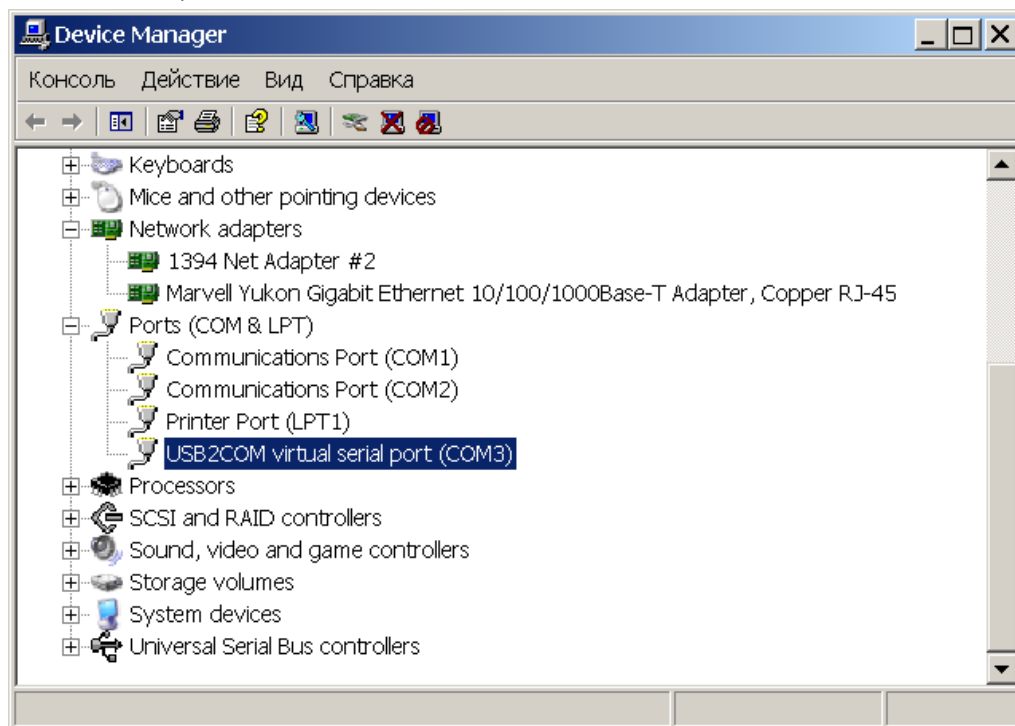 Device Manager
Консоль Действие Вид Справка
Keyboards
Mice and other pointing devices
Network adapters
1394 Net Adapter #2
Marvell Yukon Gigabit Ethernet 10/100/1000Base-T Adapter, Copper RJ-45
Ports (COM & LPT)
Communications Port (COM1)
Communications Port (COM2)
Printer Port (LPT1)
USB2COM virtual serial port (COM3)
Processors
SCSI and RAID controllers
Sound, video and game controllers
Storage volumes
System devices
Universal Serial Bus controllers